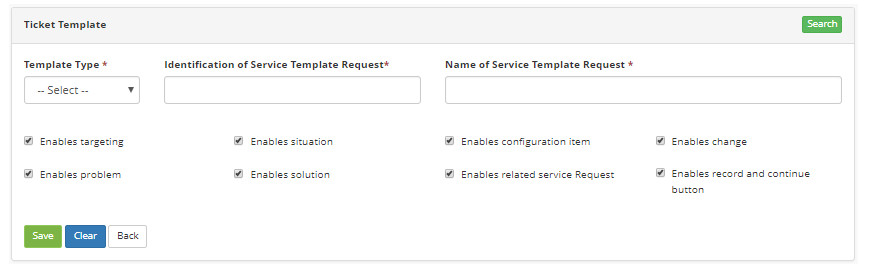 Ticket Template
Search
Template Type *
Identification of Service Template Request*
Name of Service Template Request *
-- Select --
Enables targeting
Enables situation
Enables configuration item
Enables change
Enables problem
Enables solution
Enables related service Request
Enables record and continue
button
Save
Clear
Back